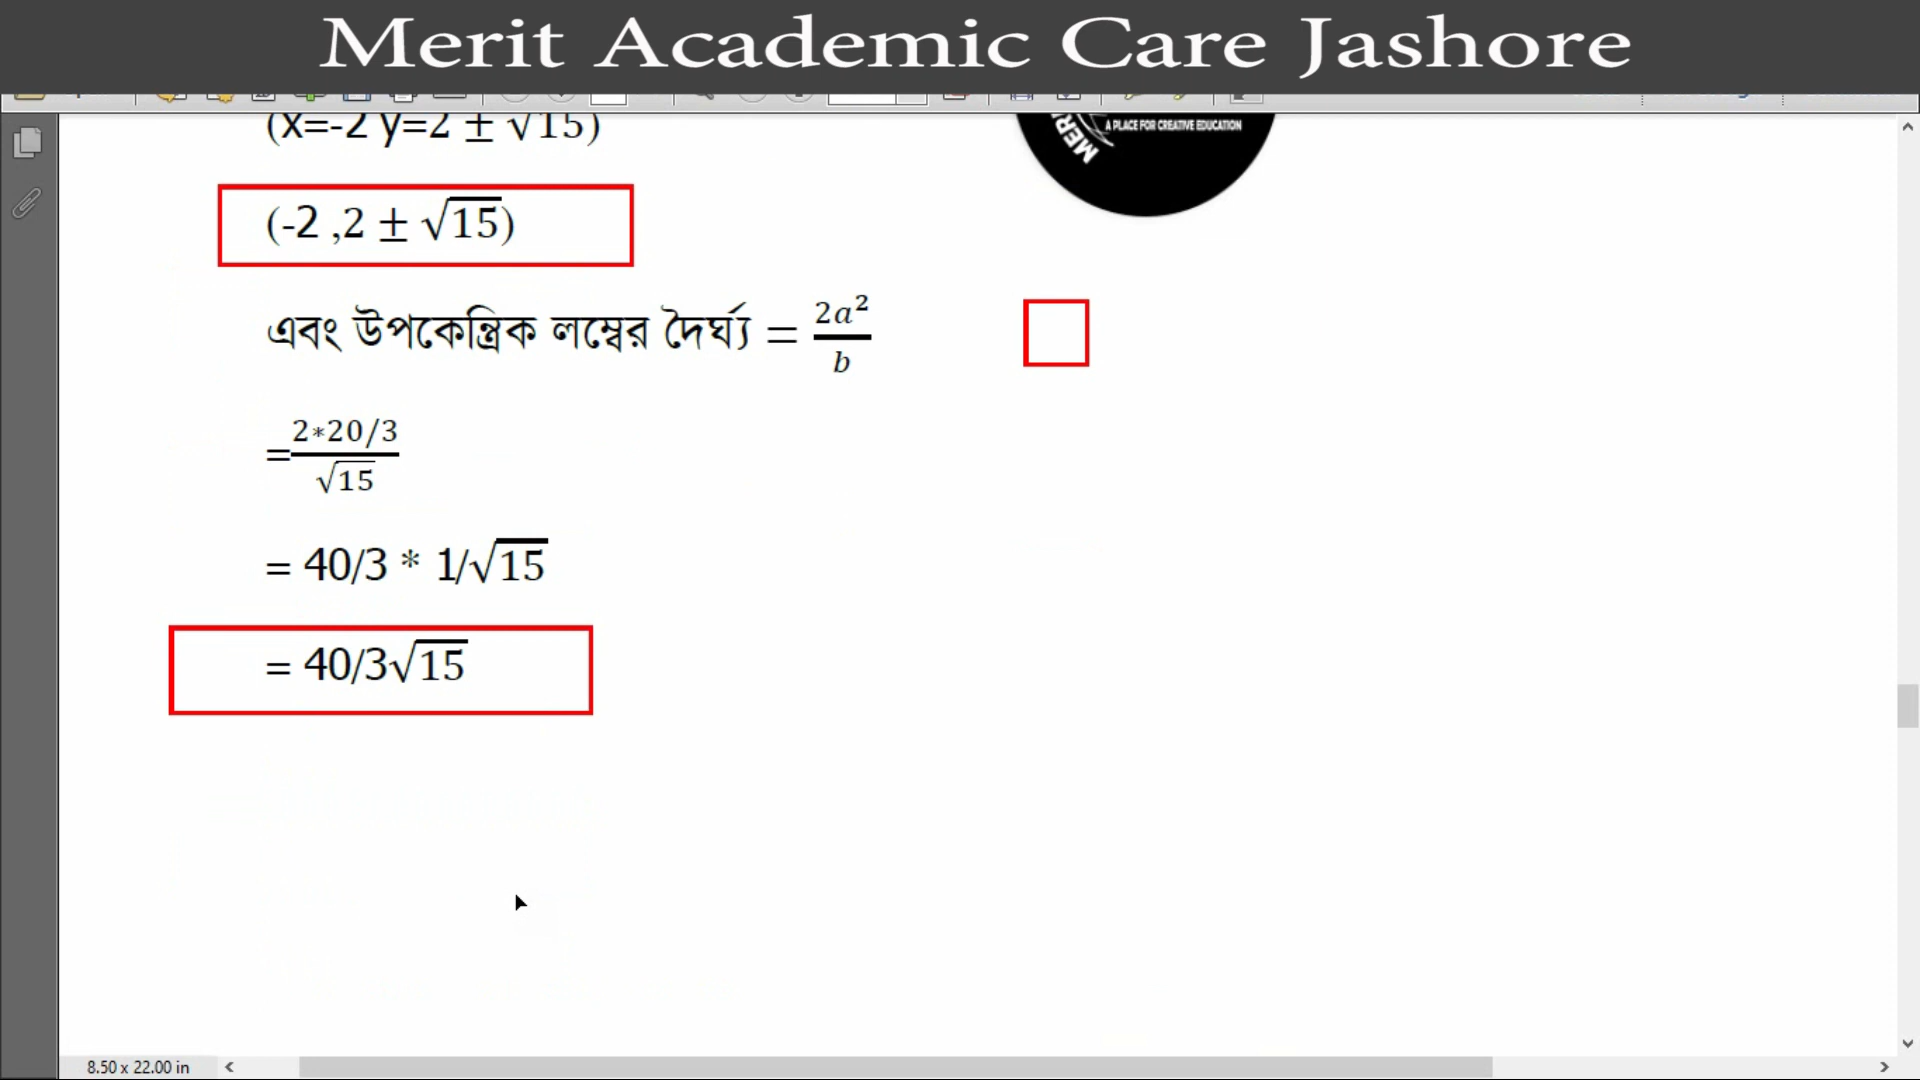 Merit Academic Care Jashore
(x=-2 y=2 ± √15)
A PLACE FOR CREATIVE EDUCATION
MERI
(-2 ,2 ± √15)
এবং উপকেন্দ্রিক লম্বের দৈর্ঘ্য = 2a²/b
=2*20/3/√15
= 40/3 * 1/√15
= 40/3√15
8.50 x 22.00 in